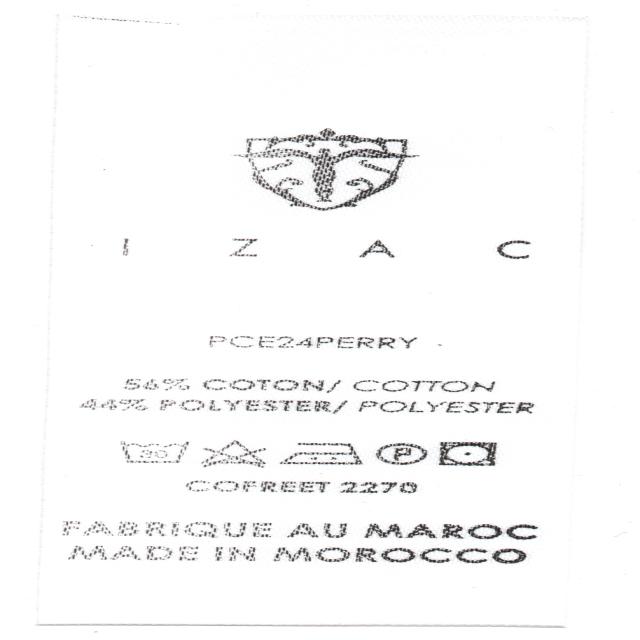 I Z A C
PCE24PERRY
56% COTON/ COTTON
44% POLYESTER/ POLYESTER
30 P
COFREET 2270
FABRIQUE AU MAROC
MADE IN MOROCCO